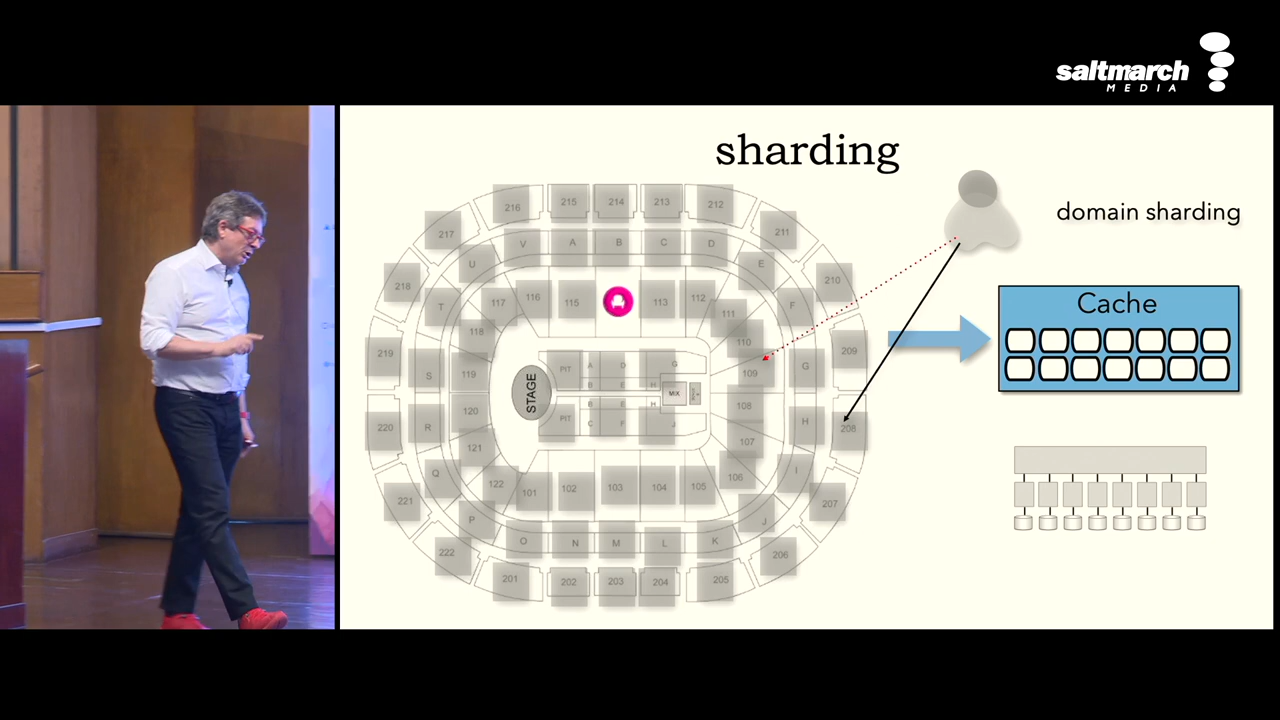 saltmarch
MEDIA
sharding
domain sharding
Cache
216 215 214 213 212
217 V A B C D 211
218 U E 210
T 117 116 115 113 112 F
118 111
110
219 S 119 109 G 209
PIT A D G
B E H
STAGE MIX
120 108
220 R B E H 107 H 208
PIT C F J
121
Q 122 101 102 103 104 105 106 I
221 207
P J
222 O N M L K 206
201 202 203 204 205